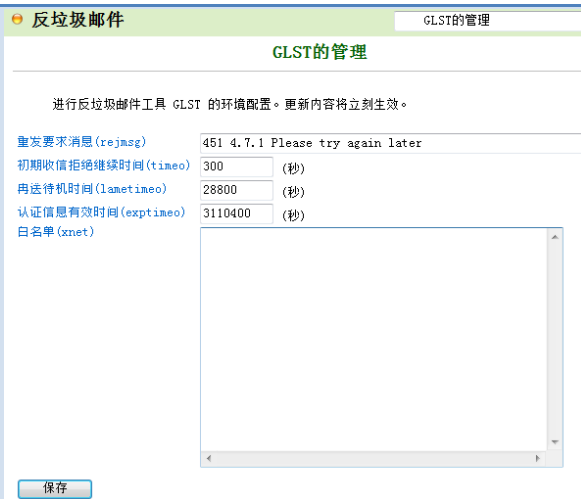 反垃圾邮件
GLST的管理
GLST的管理
进行反垃圾邮件工具 GLST 的环境配置。更新内容将立刻生效。
重发要求消息(rejmsg) 451 4.7.1 Please try again later
初期收信拒绝继续时间(timeo) 300 (秒)
再送待机时间(lametimeo) 28800 (秒)
认证信息有效时间(exptimeo) 3110400 (秒)
白名单(xnet)
保存